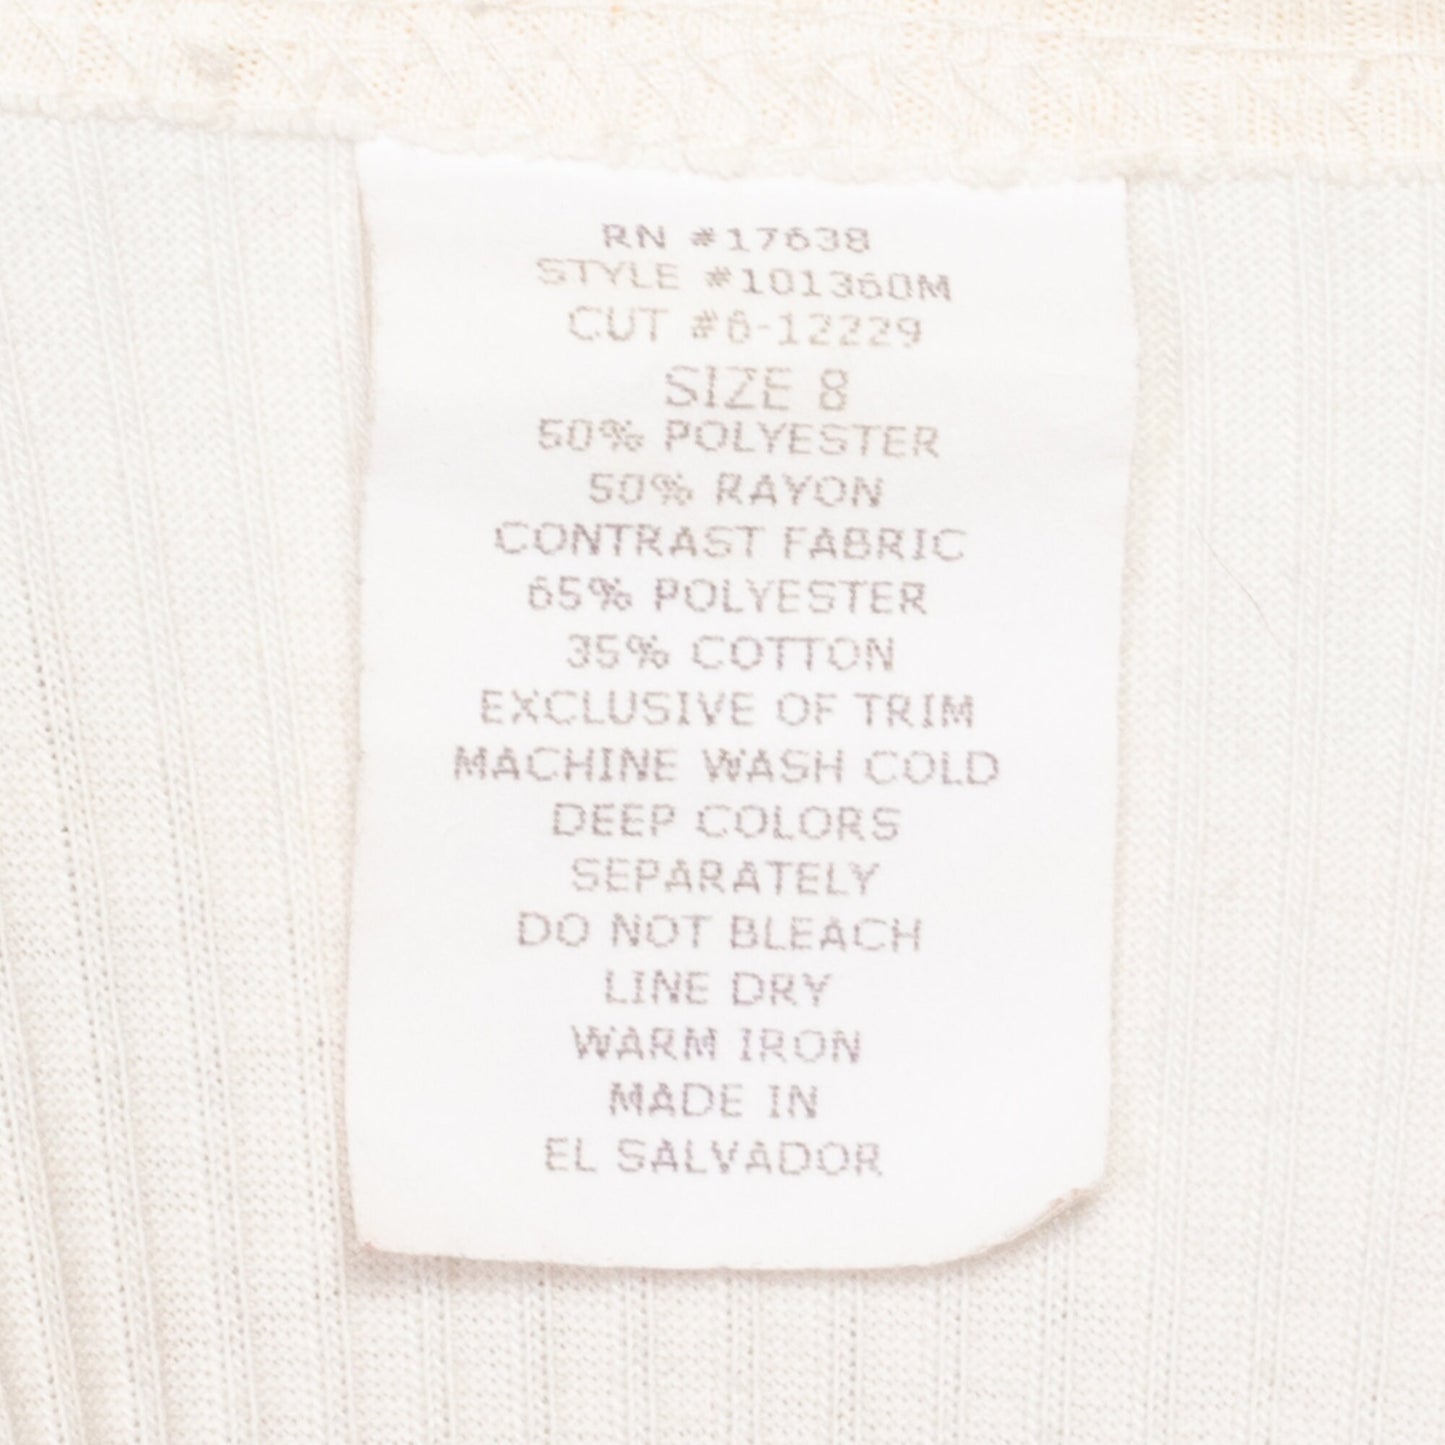 RN #17638
STYLE #101360M
CUT #6-12229
SIZE 8
50% POLYESTER
50% RAYON
CONTRAST FABRIC
65% POLYESTER
35% COTTON
EXCLUSIVE OF TRIM
MACHINE WASH COLD
DEEP COLORS
SEPARATELY
DO NOT BLEACH
LINE DRY
WARM IRON
MADE IN
EL SALVADOR